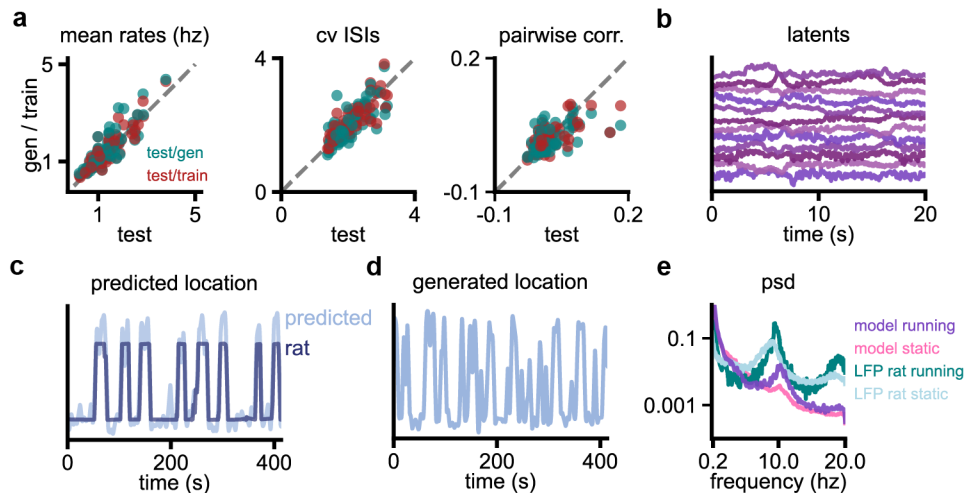 a
mean rates (hz)
5
gen / train
1
test/gen
test/train
1
5
test
cv ISIs
4
0
0
4
test
pairwise corr.
0.2
-0.1
-0.1
0.2
test
b
latents
0
10
20
time (s)
c
predicted location
predicted
rat
0
200
400
time (s)
d
generated location
0
200
400
time (s)
e
psd
0.1
0.001
0.2
10.0
20.0
frequency (hz)
model running
model static
LFP rat running
LFP rat static